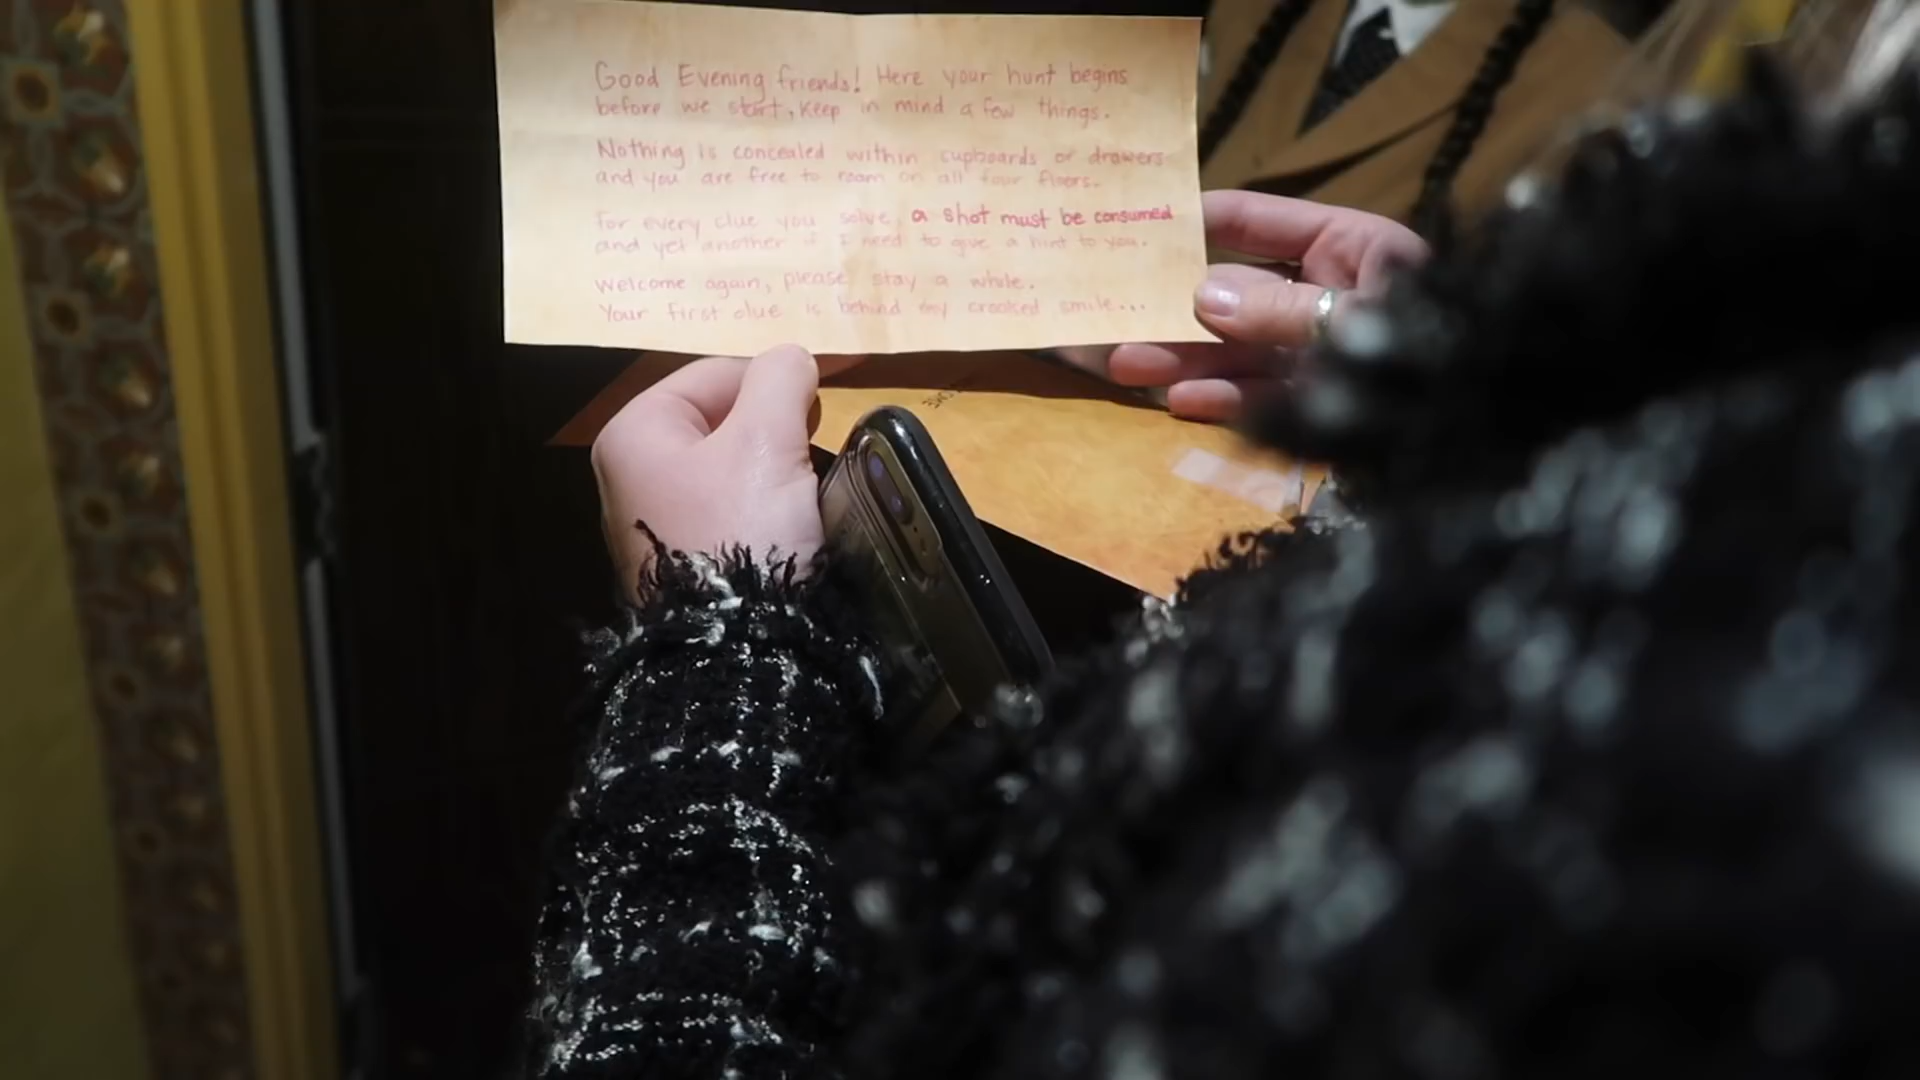 Good Evening friends! Here your hunt begins
before we start, keep in mind a few things.
Nothing is concealed within cupboards or drawers
and you are free to roam on all four floors.
For every clue you solve, a shot must be consumed
and yet another if I need to give a hint to you.
Welcome again, please stay a while.
Your first clue is behind my crooked smile...